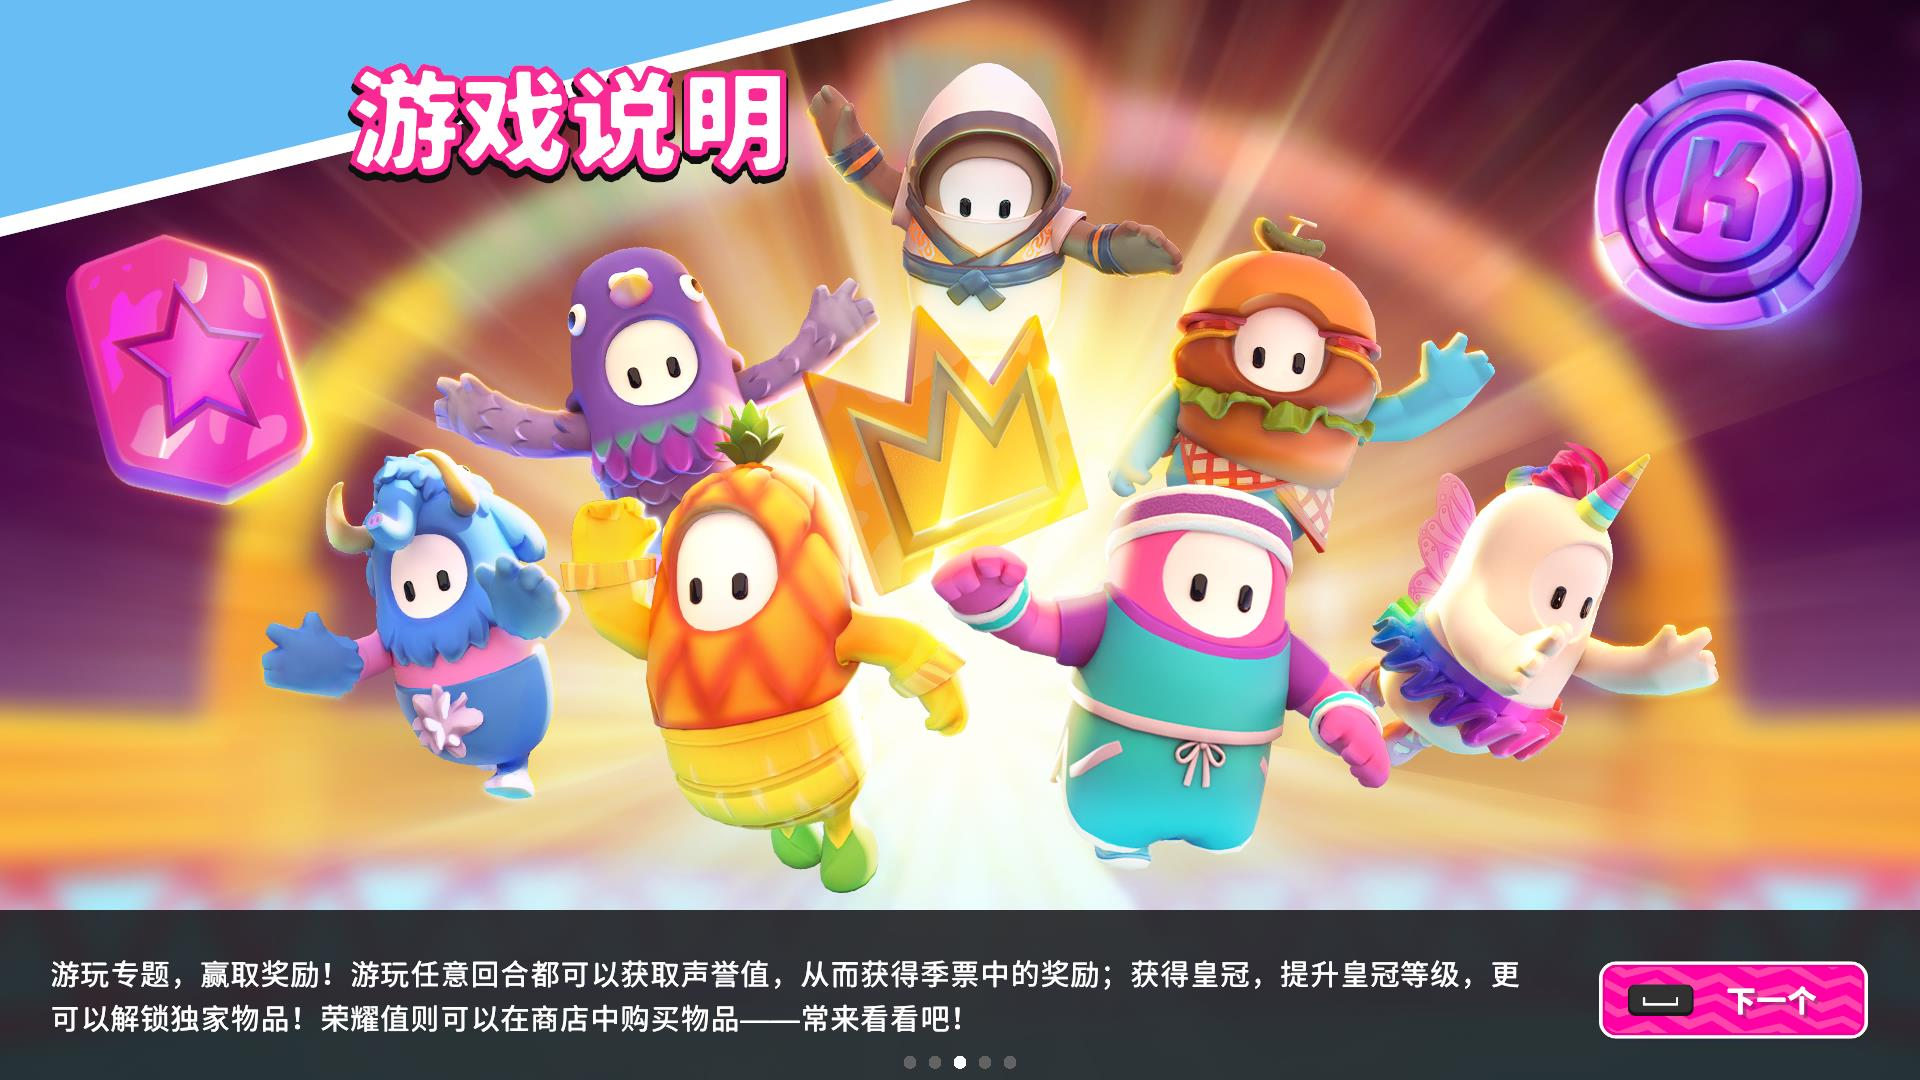 游戏说明
K
游玩专题，赢取奖励！游玩任意回合都可以获取声誉值，从而获得季票中的奖励；获得皇冠，提升皇冠等级，更
可以解锁独家物品！荣耀值则可以在商店中购买物品——常来看看吧！
下一个